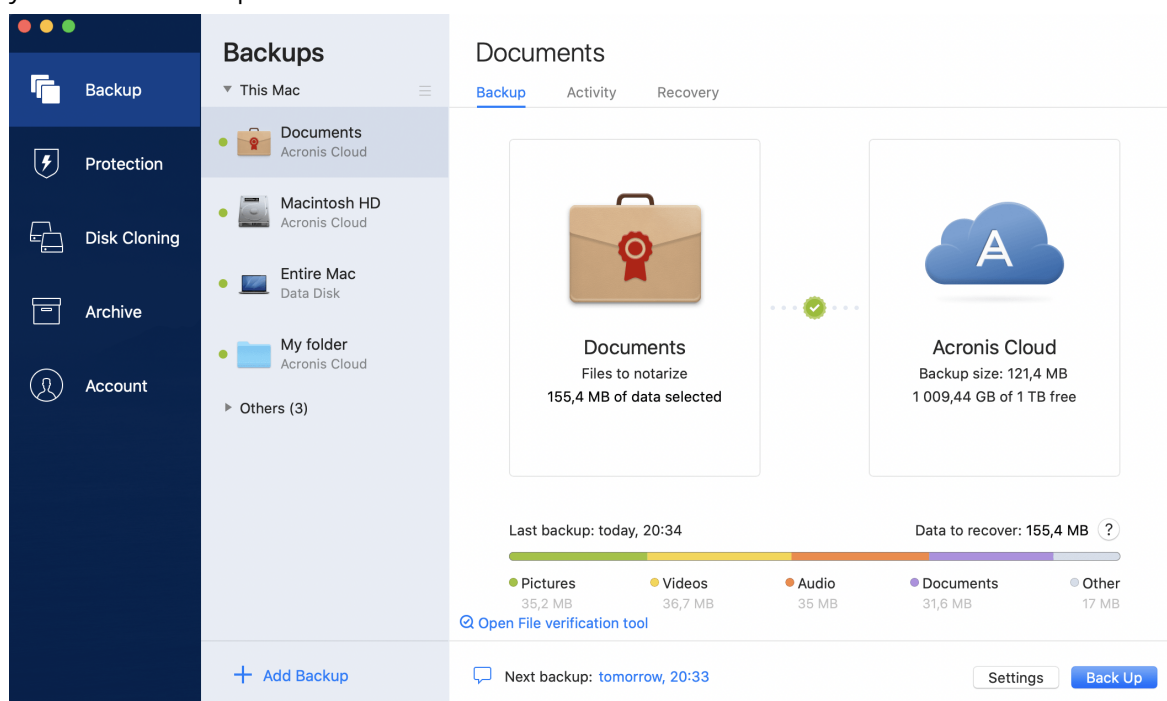 Backup
Protection
Disk Cloning
Archive
Account
Backups
This Mac
Documents
Acronis Cloud
Macintosh HD
Acronis Cloud
Entire Mac
Data Disk
My folder
Acronis Cloud
Others (3)
Add Backup
Documents
Backup Activity Recovery
Documents
Files to notarize
155,4 MB of data selected
A
Acronis Cloud
Backup size: 121,4 MB
1 009,44 GB of 1 TB free
Last backup: today, 20:34
Data to recover: 155,4 MB ?
Pictures Videos Audio Documents Other
35,2 MB 36,7 MB 35 MB 31,6 MB 17 MB
Open File verification tool
Next backup: tomorrow, 20:33
Settings Back Up